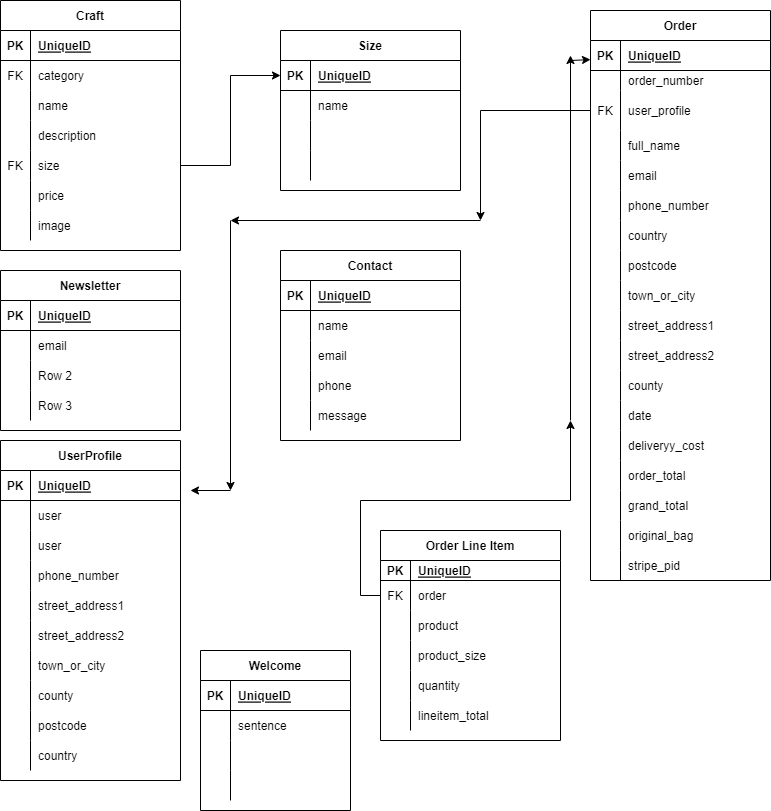 Craft
PK UniqueID
FK category
name
description
FK size
price
image
Size
PK UniqueID
name
Order
PK UniqueID
order_number
FK user_profile
full_name
email
phone_number
country
postcode
town_or_city
street_address1
street_address2
county
date
deliveryy_cost
order_total
grand_total
original_bag
stripe_pid
Newsletter
PK UniqueID
email
Row 2
Row 3
Contact
PK UniqueID
name
email
phone
message
UserProfile
PK UniqueID
user
user
phone_number
street_address1
street_address2
town_or_city
county
postcode
country
Order Line Item
PK UniqueID
FK order
product
product_size
quantity
lineitem_total
Welcome
PK UniqueID
sentence